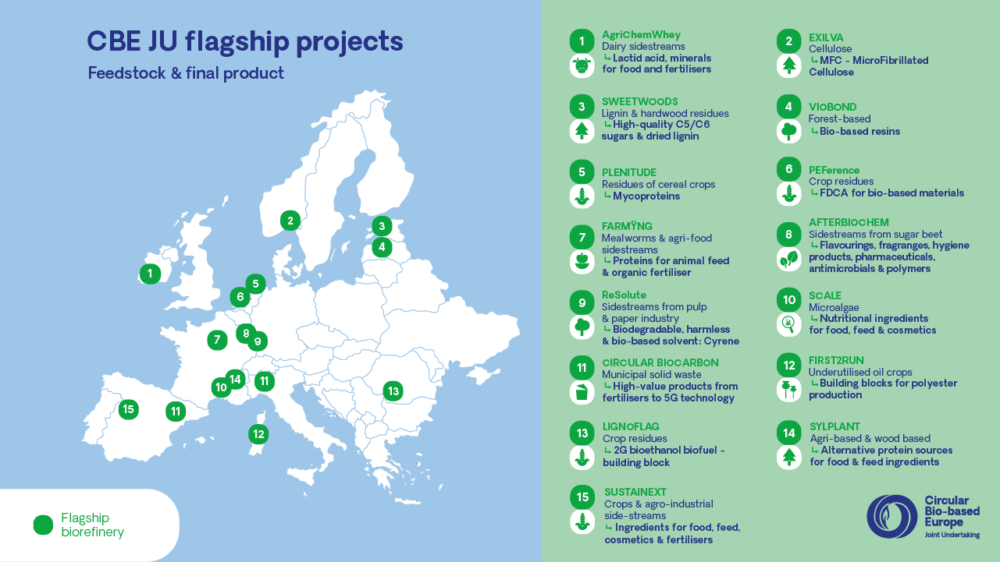 CBE JU flagship projects
Feedstock & final product
1
2
3
4
5
6
7
8
9
10
14
11
13
15
11
12
Flagship
biorefinery
1
AgriChemWhey
Dairy sidestreams
↳ Lactid acid, minerals
for food and fertilisers
2
EXILVA
Cellulose
↳ MFC - MicroFibrillated
Cellulose
3
SWEETWOODS
Lignin & hardwood residues
↳ High-quality C5/C6
sugars & dried lignin
4
VIOBOND
Forest-based
↳ Bio-based resins
5
PLENITUDE
Residues of cereal crops
↳ Mycoproteins
6
PEFerence
Crop residues
↳ FDCA for bio-based materials
7
FARMŸNG
Mealworms & agri-food
sidestreams
↳ Proteins for animal feed
& organic fertiliser
8
AFTERBIOCHEM
Sidestreams from sugar beet
↳ Flavourings, fragranges, hygiene
products, pharmaceuticals,
antimicrobials & polymers
9
ReSolute
Sidestreams from pulp
& paper industry
↳ Biodegradable, harmless
& bio-based solvent: Cyrene
10
SCALE
Microalgae
↳ Nutritional ingredients
for food, feed & cosmetics
11
CIRCULAR BIOCARBON
Municipal solid waste
↳ High-value products from
fertilisers to 5G technology
12
FIRST2RUN
Underutilised oil crops
↳ Building blocks for polyester
production
13
LIGNOFLAG
Crop residues
↳ 2G bioethanol biofuel -
building block
14
SYLPLANT
Agri-based & wood based
↳ Alternative protein sources
for food & feed ingredients
15
SUSTAINEXT
Crops & agro-industrial
side-streams
↳ Ingredients for food, feed,
cosmetics & fertilisers
Circular
Bio-based
Europe
Joint Undertaking